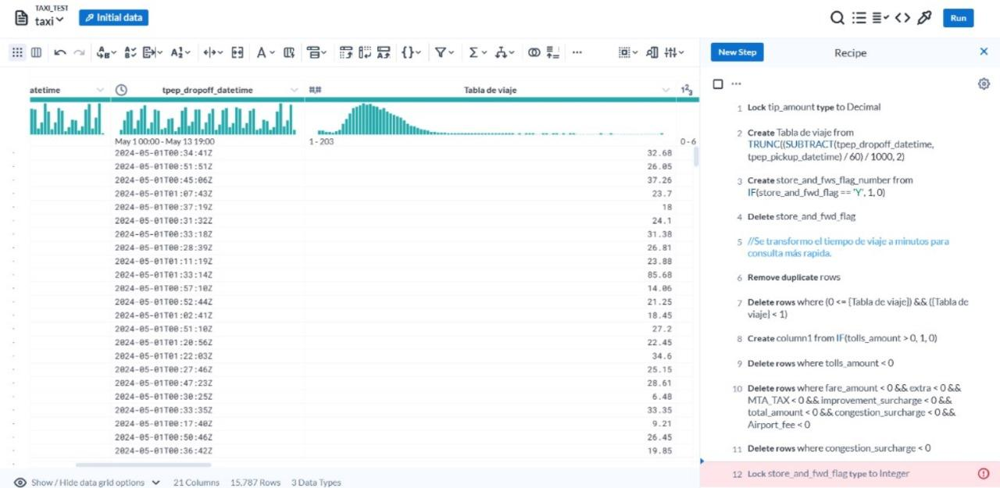 TAXI_TEST
taxi
Initial data
Run
New Step
Recipe
atetime
tpep_dropoff_datetime
#.#
Tabla de viaje
123
May 1 00:00 - May 13 19:00
1 - 203
0 - 6
2024-05-01T00:34:41Z 32.68
2024-05-01T00:51:51Z 26.05
2024-05-01T00:45:06Z 37.26
2024-05-01T01:07:43Z 23.7
2024-05-01T00:37:19Z 18
2024-05-01T00:31:32Z 24.1
2024-05-01T00:33:18Z 31.38
2024-05-01T00:28:39Z 26.81
2024-05-01T01:11:19Z 23.88
2024-05-01T01:33:14Z 85.68
2024-05-01T00:57:10Z 14.06
2024-05-01T00:52:44Z 21.25
2024-05-01T01:02:41Z 18.45
2024-05-01T00:51:10Z 27.2
2024-05-01T01:20:56Z 22.45
2024-05-01T01:22:03Z 34.6
2024-05-01T00:27:46Z 25.15
2024-05-01T00:47:23Z 28.61
2024-05-01T00:30:25Z 6.48
2024-05-01T00:33:35Z 33.35
2024-05-01T00:17:40Z 9.21
2024-05-01T00:50:46Z 26.45
2024-05-01T00:36:42Z 19.85
Show / Hide data grid options
21 Columns 15,787 Rows 3 Data Types
1 Lock tip_amount type to Decimal
2 Create Tabla de viaje from
TRUNC((SUBTRACT(tpep_dropoff_datetime,
tpep_pickup_datetime) / 60) / 1000, 2)
3 Create store_and_fws_flag_number from
IF(store_and_fwd_flag == 'Y', 1, 0)
4 Delete store_and_fwd_flag
5 //Se transformo el tiempo de viaje a minutos para
consulta más rapida.
6 Remove duplicate rows
7 Delete rows where (0 <= [Tabla de viaje]) && ([Tabla de
viaje] < 1)
8 Create column1 from IF(tolls_amount > 0, 1, 0)
9 Delete rows where tolls_amount < 0
10 Delete rows where fare_amount < 0 && extra < 0 &&
MTA_TAX < 0 && improvement_surcharge < 0 &&
total_amount < 0 && congestion_surcharge < 0 &&
Airport_fee < 0
11 Delete rows where congestion_surcharge < 0
12 Lock store_and_fwd_flag type to Integer